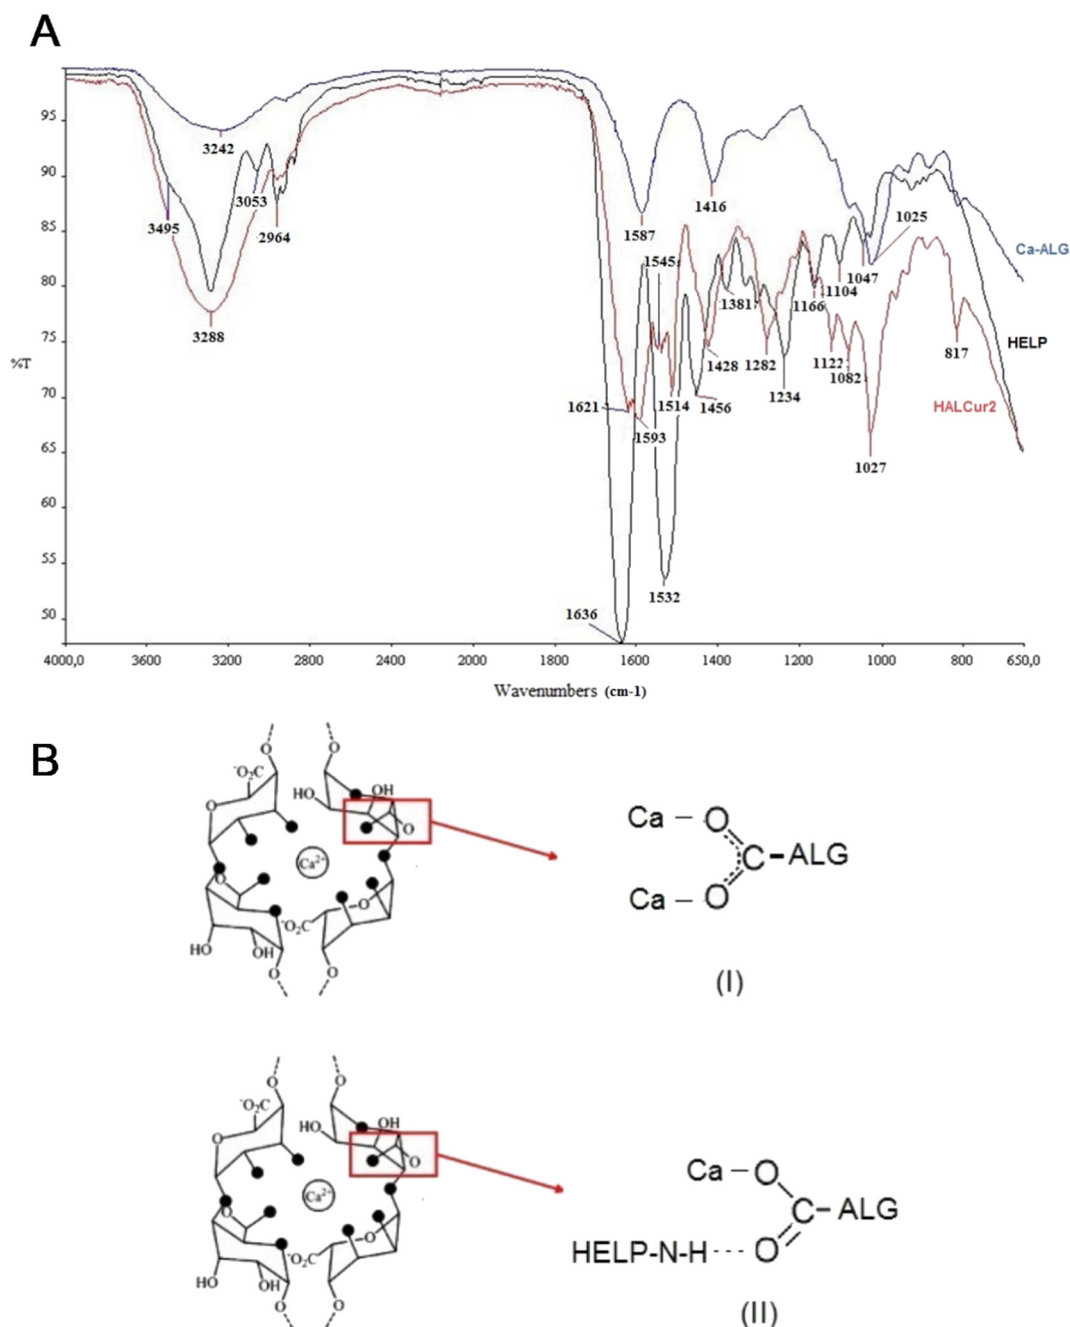 A
95
90
85
80
75
70
65
60
55
50
%T
3242
3495
3053
2964
3288
1587
1416
1545
1621
1593
1514
1636
1532
1428
1456
1381
1282
1234
1166
1104
1122
1082
1047
1025
1027
817
Ca-ALG
HELP
HALCur2
4000,0 3600 3200 2800 2400 2000 1800 1600 1400 1200 1000 800 650,0
Wavenumbers (cm-1)
B
O O
⁻O₂C
HO OH
O O
Ca²⁺
O O
⁻O₂C
HO OH
O O
Ca – O
C – ALG
Ca – O
(I)
O O
⁻O₂C
HO OH
O O
Ca²⁺
O O
⁻O₂C
HO OH
O O
Ca – O
C – ALG
HELP-N-H---O
(II)